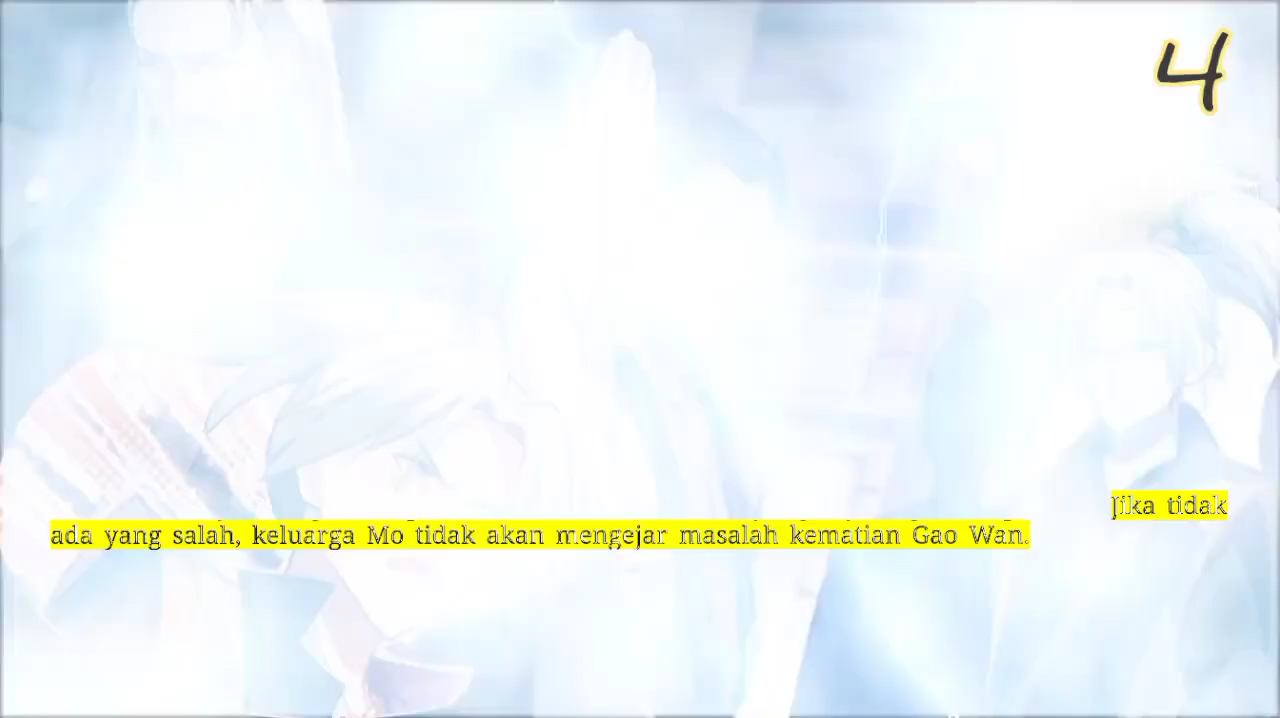 4
Jika tidak
ada yang salah, keluarga Mo tidak akan mengejar masalah kematian Gao Wan.